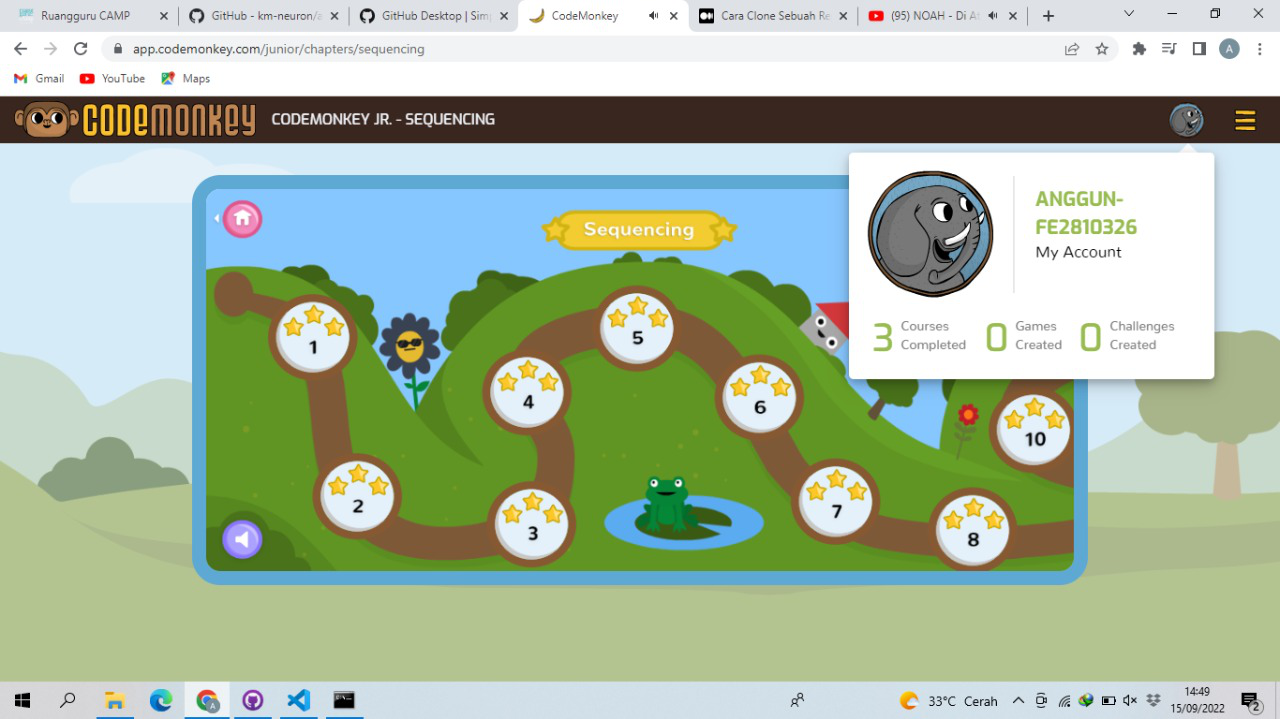 Ruangguru CAMP
GitHub - km-neuron/a
GitHub Desktop | Simp
CodeMonkey
Cara Clone Sebuah Re
(95) NOAH - Di A
app.codemonkey.com/junior/chapters/sequencing
A
Gmail
YouTube
Maps
CODEMONKEY
CODEMONKEY JR. - SEQUENCING
ANGGUN-
FE2810326
My Account
3 Courses Completed
0 Games Created
0 Challenges Created
Sequencing
1
2
3
4
5
6
7
8
10
33°C Cerah
14:49
15/09/2022
2